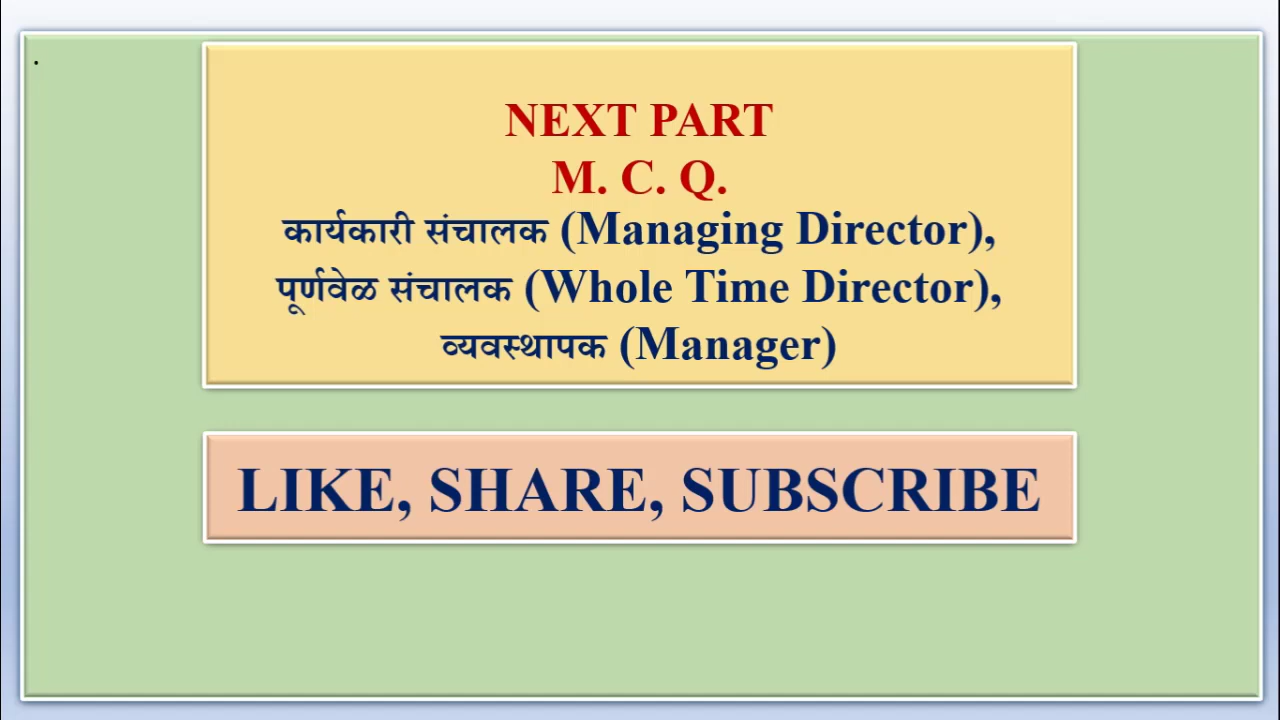 .
NEXT PART
M. C. Q.
कार्यकारी संचालक (Managing Director),
पूर्णवेळ संचालक (Whole Time Director),
व्यवस्थापक (Manager)
LIKE, SHARE, SUBSCRIBE